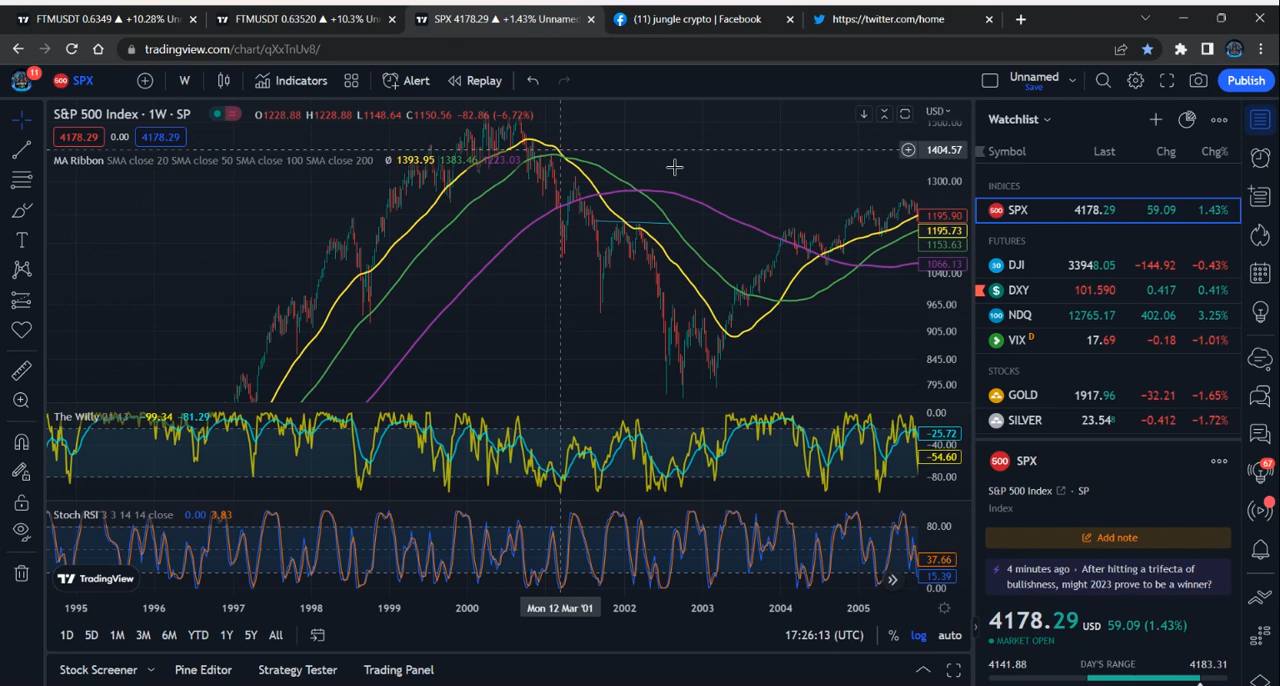 FTMUSDT 0.6349 ▲ +10.28% Un
FTMUSDT 0.63520 ▲ +10.3% Un
SPX 4178.29 ▲ +1.43% Unname
(11) jungle crypto | Facebook
https://twitter.com/home
tradingview.com/chart/qXxTnUv8/
11
500
SPX
W
Indicators
Alert
Replay
Unnamed
Save
Publish
S&P 500 Index · 1W · SP
O1228.88 H1228.88 L1148.64 C1150.56 -82.86 (-6.72%)
USD
4178.29 0.00 4178.29
MA Ribbon SMA close 20 SMA close 50 SMA close 100 SMA close 200 Ø 1393.95 1383.46 1223.03
1500.00
1404.57
1300.00
1195.90
1195.73
1153.63
1066.13
1040.00
965.00
905.00
845.00
795.00
The Willy 21 13 -99.34 -81.29
0.00
-25.72
-40.00
-54.60
-80.00
Stoch RSI 3 3 14 14 close 0.00 3.83
80.00
37.66
15.39
0.00
TradingView
1995 1996 1997 1998 1999 2000 Mon 12 Mar '01 2002 2003 2004 2005
1D 5D 1M 3M 6M YTD 1Y 5Y All
17:26:13 (UTC) % log auto
Stock Screener Pine Editor Strategy Tester Trading Panel
Watchlist
Symbol Last Chg Chg%
INDICES
500 SPX 4178.29 59.09 1.43%
FUTURES
30 DJI 33948.05 -144.92 -0.43%
$ DXY 101.590 0.417 0.41%
100 NDQ 12765.17 402.06 3.25%
VIX D 17.69 -0.18 -1.01%
STOCKS
GOLD 1917.96 -32.21 -1.65%
SILVER 23.548 -0.412 -1.72%
500 SPX
S&P 500 Index · SP
Index
Add note
4 minutes ago · After hitting a trifecta of
bullishness, might 2023 prove to be a winner?
4178.29 USD 59.09 (1.43%)
MARKET OPEN
4141.88 DAY'S RANGE 4183.31
67